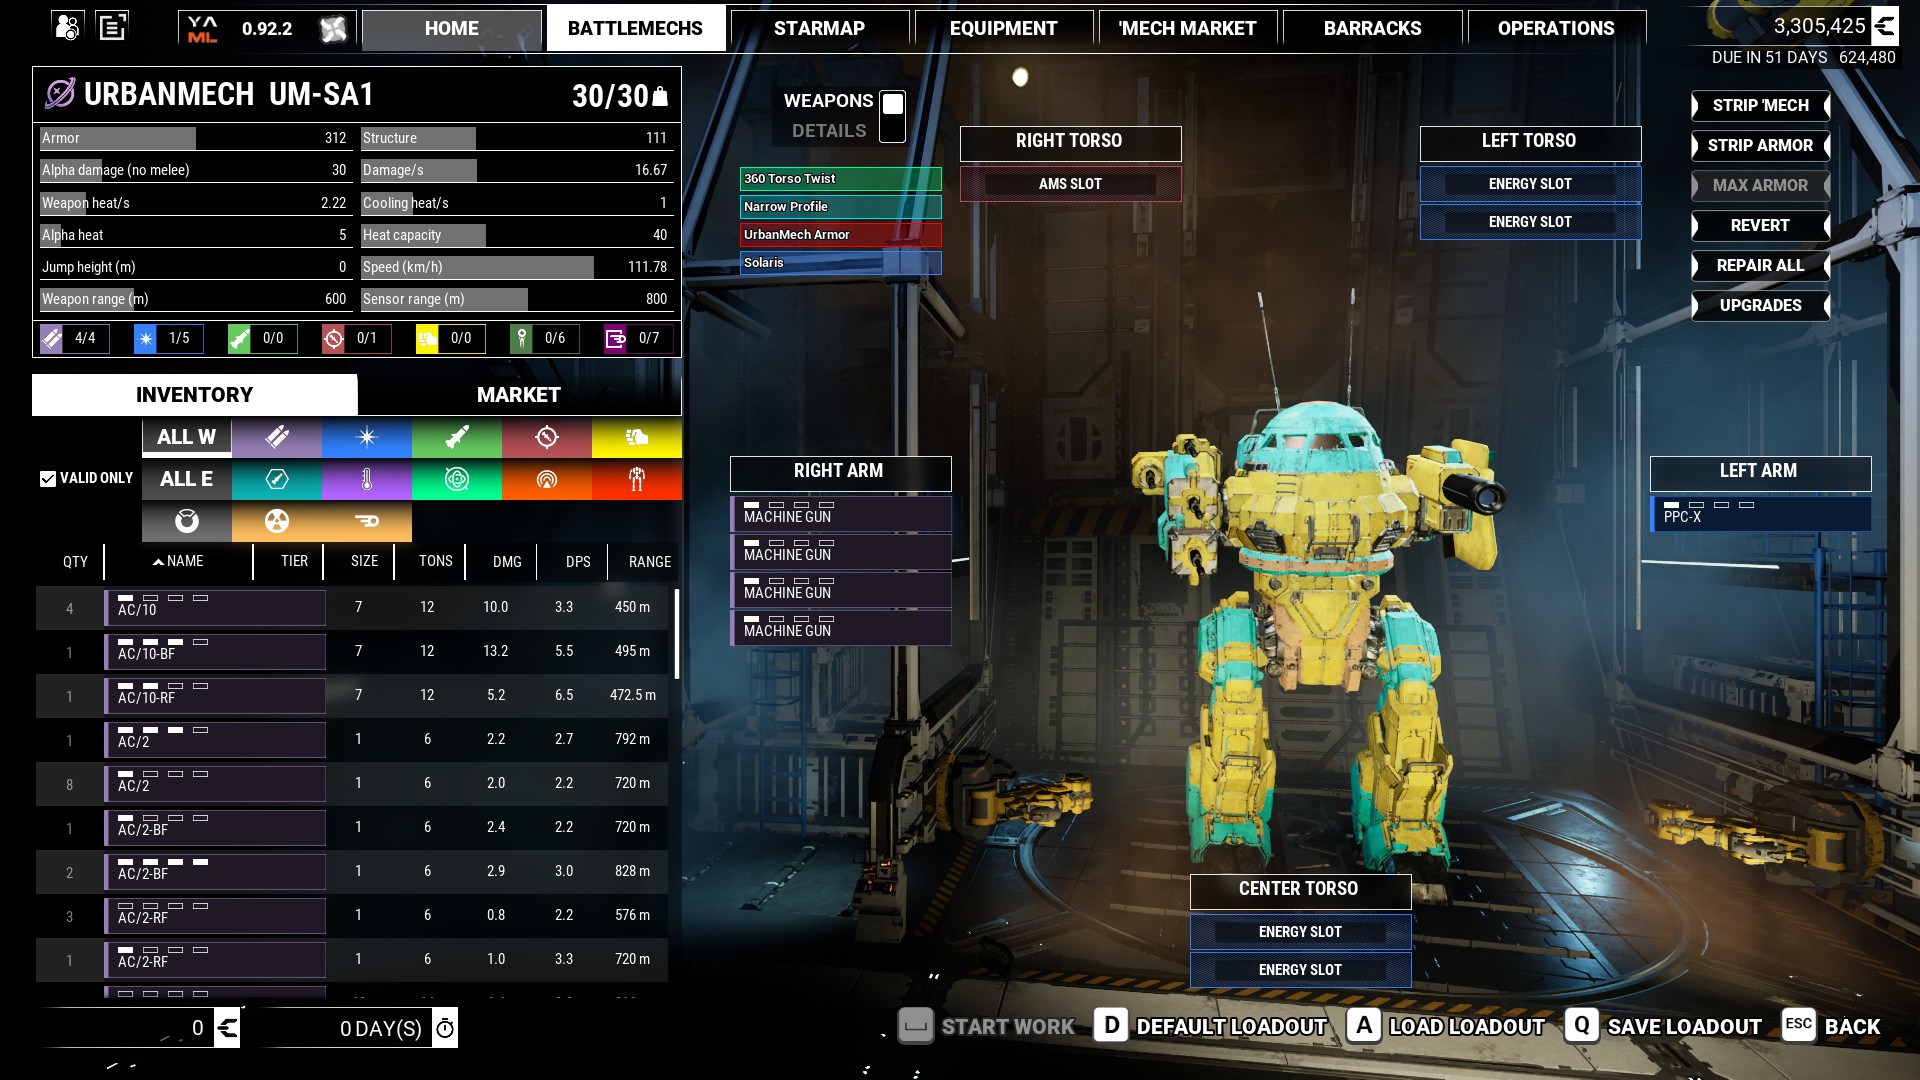 YA
ML
0.92.2
HOME
BATTLEMECHS
STARMAP
EQUIPMENT
'MECH MARKET
BARRACKS
OPERATIONS
3,305,425
DUE IN 51 DAYS 624,480
URBANMECH UM-SA1
30/30
Armor 312
Structure 111
Alpha damage (no melee) 30
Damage/s 16.67
Weapon heat/s 2.22
Cooling heat/s 1
Alpha heat 5
Heat capacity 40
Jump height (m) 0
Speed (km/h) 111.78
Weapon range (m) 600
Sensor range (m) 800
4/4
1/5
0/0
0/1
0/0
0/6
0/7
INVENTORY
MARKET
ALL W
VALID ONLY
ALL E
QTY NAME TIER SIZE TONS DMG DPS RANGE
4 AC/10 7 12 10.0 3.3 450 m
1 AC/10-BF 7 12 13.2 5.5 495 m
1 AC/10-RF 7 12 5.2 6.5 472.5 m
1 AC/2 1 6 2.2 2.7 792 m
8 AC/2 1 6 2.0 2.2 720 m
1 AC/2-BF 1 6 2.4 2.2 720 m
2 AC/2-BF 1 6 2.9 3.0 828 m
3 AC/2-RF 1 6 0.8 2.2 576 m
1 AC/2-RF 1 6 1.0 3.3 720 m
0
0 DAY(S)
WEAPONS
DETAILS
360 Torso Twist
Narrow Profile
UrbanMech Armor
Solaris
RIGHT TORSO
AMS SLOT
LEFT TORSO
ENERGY SLOT
ENERGY SLOT
STRIP 'MECH
STRIP ARMOR
MAX ARMOR
REVERT
REPAIR ALL
UPGRADES
RIGHT ARM
MACHINE GUN
MACHINE GUN
MACHINE GUN
MACHINE GUN
LEFT ARM
PPC-X
CENTER TORSO
ENERGY SLOT
ENERGY SLOT
START WORK
D DEFAULT LOADOUT
A LOAD LOADOUT
Q SAVE LOADOUT
ESC BACK